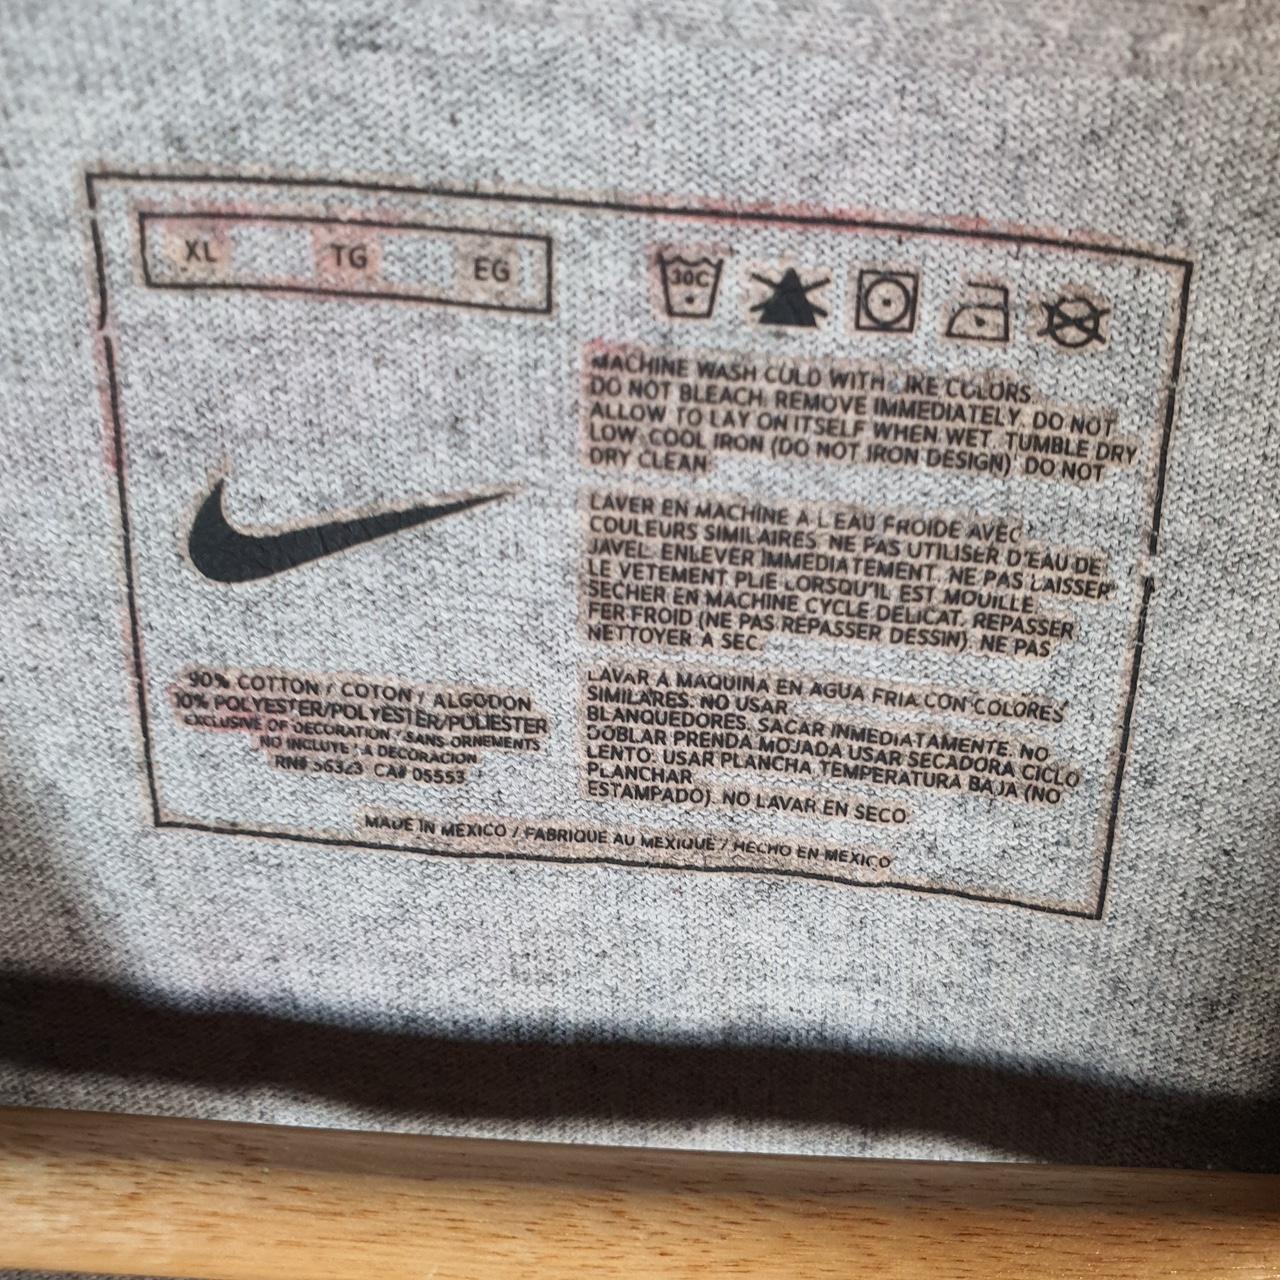 XL TG EG
30C
MACHINE WASH COLD WITH LIKE COLORS.
DO NOT BLEACH. REMOVE IMMEDIATELY. DO NOT
ALLOW TO LAY ON ITSELF WHEN WET. TUMBLE DRY
LOW. COOL IRON (DO NOT IRON DESIGN). DO NOT
DRY CLEAN.
LAVER EN MACHINE A L'EAU FROIDE AVEC
COULEURS SIMILAIRES. NE PAS UTILISER D'EAU DE
JAVEL. ENLEVER IMMEDIATEMENT. NE PAS LAISSER
LE VETEMENT PLIE LORSQU'IL EST MOUILLE.
SECHER EN MACHINE CYCLE DELICAT. REPASSER
FER FROID (NE PAS REPASSER DESSIN). NE PAS
NETTOYER A SEC.
LAVAR A MAQUINA EN AGUA FRIA CON COLORES
SIMILARES. NO USAR
BLANQUEDORES. SACAR INMEDIATAMENTE. NO
DOBLAR PRENDA MOJADA USAR SECADORA CICLO
LENTO. USAR PLANCHA TEMPERATURA BAJA (NO
PLANCHAR
ESTAMPADO). NO LAVAR EN SECO
90% COTTON / COTON / ALGODON
10% POLYESTER/POLYESTER/POLIESTER
EXCLUSIVE OF DECORATION / SANS ORNEMENTS
NO INCLUYE LA DECORACION
RN# 56323 CA# 05553
MADE IN MEXICO / FABRIQUE AU MEXIQUE / HECHO EN MEXICO